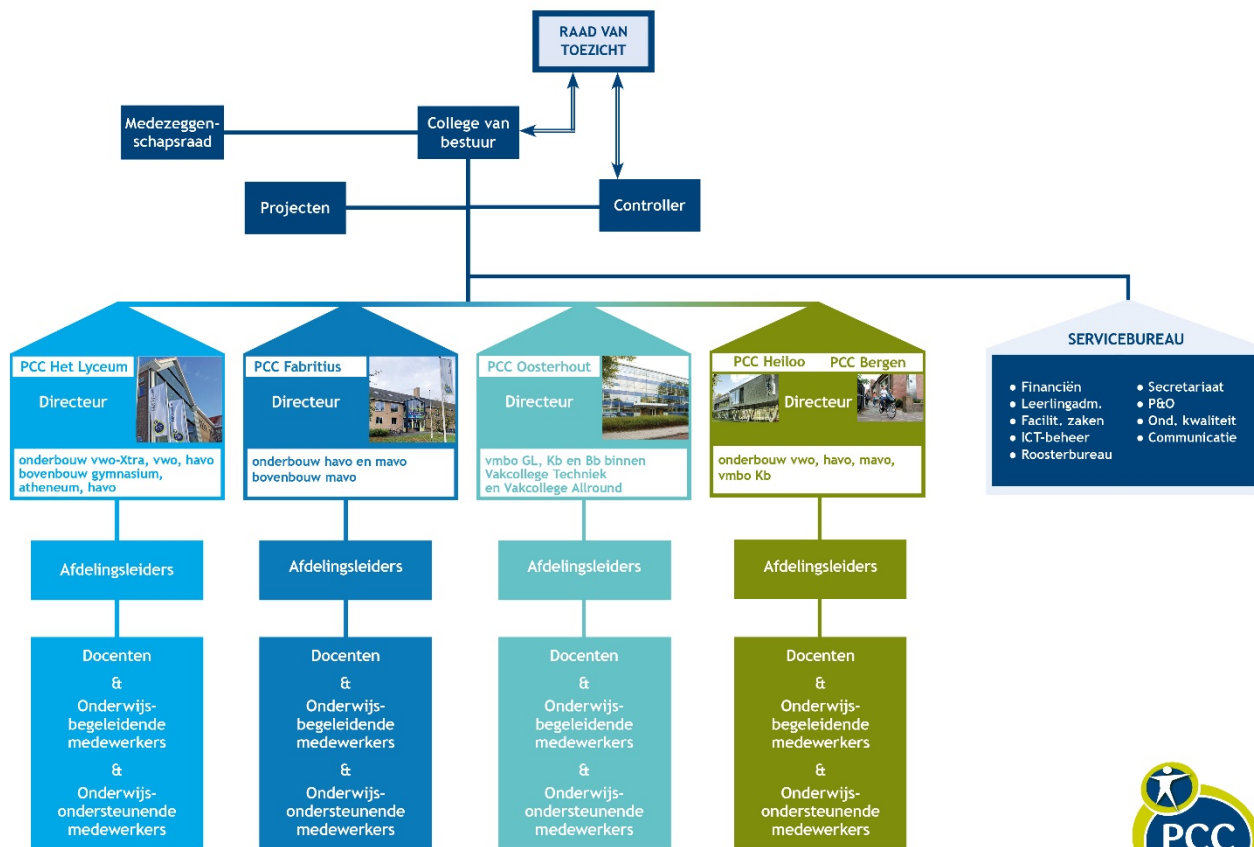 RAAD VAN
TOEZICHT
Medezeggen-
schapsraad
College van
bestuur
Projecten
Controller
PCC Het Lyceum
Directeur
onderbouw vwo-Xtra, vwo, havo
bovenbouw gymnasium,
atheneum, havo
PCC Fabritius
Directeur
onderbouw havo en mavo
bovenbouw mavo
PCC Oosterhout
Directeur
vmbo GL, Kb en Bb binnen
Vakcollege Techniek
en Vakcollege Allround
PCC Heiloo
PCC Bergen
Directeur
onderbouw vwo, havo, mavo,
vmbo Kb
SERVICEBUREAU
• Financiën
• Leerlingadm.
• Facilit. zaken
• ICT-beheer
• Roosterbureau
• Secretariaat
• P&O
• Ond. kwaliteit
• Communicatie
Afdelingsleiders
Afdelingsleiders
Afdelingsleiders
Afdelingsleiders
Docenten
&
Onderwijs-
begeleidende
medewerkers
&
Onderwijs-
ondersteunende
medewerkers
Docenten
&
Onderwijs-
begeleidende
medewerkers
&
Onderwijs-
ondersteunende
medewerkers
Docenten
&
Onderwijs-
begeleidende
medewerkers
&
Onderwijs-
ondersteunende
medewerkers
Docenten
&
Onderwijs-
begeleidende
medewerkers
&
Onderwijs-
ondersteunende
medewerkers
PCC